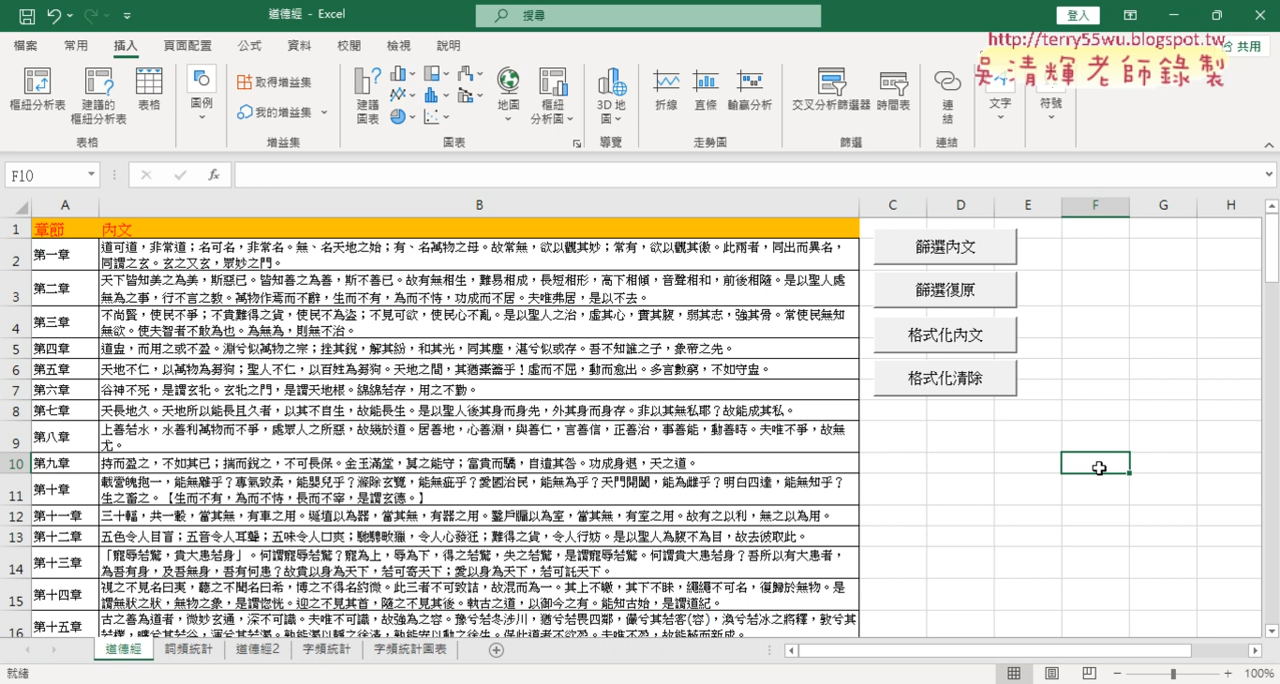 道德經 - Excel
搜尋
登入
檔案 常用 插入 頁面配置 公式 資料 校閱 檢視 說明
共用
http://terry55wu.blogspot.tw
吳清輝老師錄製
樞紐分析表 建議的樞紐分析表 表格 圖例 取得增益集 我的增益集 建議圖表 地圖 樞紐分析圖 3D 地圖 折線 直條 輸贏分析 交叉分析篩選器 時間表 連結 文字 符號
表格 增益集 圖表 導覽 走勢圖 篩選 連結
F10 fx
A B C D E F G H
1 章節 內文
2 第一章 道可道，非常道；名可名，非常名。無、名天地之始；有、名萬物之母。故常無，欲以觀其妙；常有，欲以觀其徼。此兩者，同出而異名，
同謂之玄。玄之又玄，眾妙之門。
3 第二章 天下皆知美之為美，斯惡已。皆知善之為善，斯不善已。故有無相生，難易相成，長短相形，高下相傾，音聲相和，前後相隨。是以聖人處
無為之事，行不言之教。萬物作焉而不辭，生而不有，為而不恃，功成而不居。夫唯弗居，是以不去。
4 第三章 不尚賢，使民不爭；不貴難得之貨，使民不為盜；不見可欲，使民心不亂。是以聖人之治，虛其心，實其腹，弱其志，強其骨。常使民無知
無欲。使夫智者不敢為也。為無為，則無不治。
5 第四章 道盅，而用之或不盈。淵兮似萬物之宗；挫其銳，解其紛，和其光，同其塵，湛兮似或存。吾不知誰之子，象帝之先。
6 第五章 天地不仁，以萬物為芻狗；聖人不仁，以百姓為芻狗。天地之間，其猶橐籥乎！虛而不屈，動而愈出。多言數窮，不如守盅。
7 第六章 谷神不死，是謂玄牝。玄牝之門，是謂天地根。綿綿若存，用之不勤。
8 第七章 天長地久。天地所以能長且久者，以其不自生，故能長生。是以聖人後其身而身先，外其身而身存。非以其無私耶？故能成其私。
9 第八章 上善若水，水善利萬物而不爭，處眾人之所惡，故幾於道。居善地，心善淵，與善仁，言善信，正善治，事善能，動善時。夫唯不爭，故無
尤。
10 第九章 持而盈之，不如其已；揣而銳之，不可長保。金玉滿堂，莫之能守；富貴而驕，自遺其咎。功成身退，天之道。
11 第十章 載營魄抱一，能無離乎？專氣致柔，能嬰兒乎？滌除玄覽，能無疵乎？愛國治民，能無為乎？天門開闔，能為雌乎？明白四達，能無知乎？
生之畜之。【生而不有，為而不恃，長而不宰，是謂玄德。】
12 第十一章 三十輻，共一轂，當其無，有車之用。埏埴以為器，當其無，有器之用。鑿戶牖以為室，當其無，有室之用。故有之以利，無之以為用。
13 第十二章 五色令人目盲；五音令人耳聾；五味令人口爽；馳騁畋獵，令人心發狂；難得之貨，令人行妨。是以聖人為腹不為目，故去彼取此。
14 第十三章 「寵辱若驚，貴大患若身」。何謂寵辱若驚？寵為上，辱為下，得之若驚，失之若驚，是謂寵辱若驚。何謂貴大患若身？吾所以有大患者，
為吾有身，及吾無身，吾有何患？故貴以身為天下，若可寄天下；愛以身為天下，若可託天下。
15 第十四章 視之不見名曰夷，聽之不聞名曰希，博之不得名約微。此三者不可致詰，故混而為一。其上不皦，其下不昧，繩繩不可名，復歸於無物。是
謂無狀之狀，無物之象，是謂惚恍。迎之不見其首，隨之不見其後。執古之道，以御今之有。能知古始，是謂道紀。
16 第十五章 古之善為道者，微妙玄通，深不可識。夫唯不可識，故強為之容。豫兮若冬涉川，猶兮若畏四鄰，儼兮其若客(容)，渙兮若冰之將釋，敦兮其
篩選內文
篩選復原
格式化內文
格式化清除
道德經 詞頻統計 道德經2 字頻統計 字頻統計圖表
就緒 100%